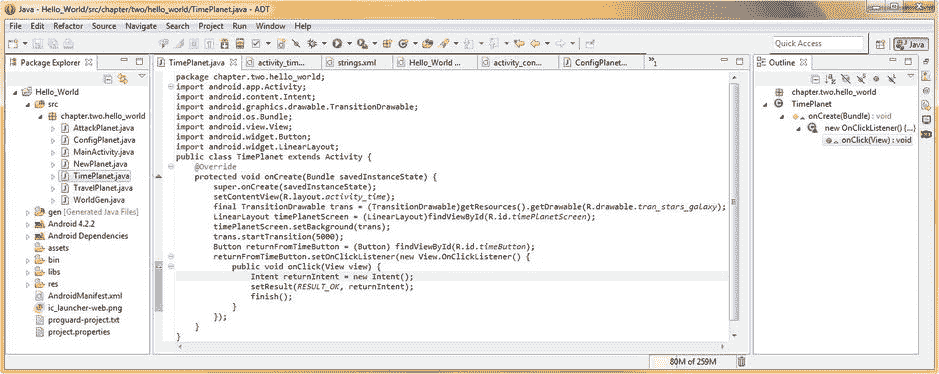 Java - Hello_World/src/chapter/two/hello_world/TimePlanet.java - ADT
File Edit Refactor Source Navigate Search Project Run Window Help
Quick Access
Java
Package Explorer
Hello_World
src
chapter.two.hello_world
AttackPlanet.java
ConfigPlanet.java
MainActivity.java
NewPlanet.java
TimePlanet.java
TravelPlanet.java
WorldGen.java
gen [Generated Java Files]
Android 4.2.2
Android Dependencies
assets
bin
libs
res
AndroidManifest.xml
ic_launcher-web.png
proguard-project.txt
project.properties
TimePlanet.java
activity_tim...
strings.xml
Hello_World ...
activity_con...
ConfigPlanet...
»1
package chapter.two.hello_world;
import android.app.Activity;
import android.content.Intent;
import android.graphics.drawable.TransitionDrawable;
import android.os.Bundle;
import android.view.View;
import android.widget.Button;
import android.widget.LinearLayout;
public class TimePlanet extends Activity {
@Override
protected void onCreate(Bundle savedInstanceState) {
super.onCreate(savedInstanceState);
setContentView(R.layout.activity_time);
final TransitionDrawable trans = (TransitionDrawable)getResources().getDrawable(R.drawable.tran_stars_galaxy);
LinearLayout timePlanetScreen = (LinearLayout)findViewById(R.id.timePlanetScreen);
timePlanetScreen.setBackground(trans);
trans.startTransition(5000);
Button returnFromTimeButton = (Button) findViewById(R.id.timeButton);
returnFromTimeButton.setOnClickListener(new View.OnClickListener() {
public void onClick(View view) {
Intent returnIntent = new Intent();
setResult(RESULT_OK, returnIntent);
finish();
}
});
}
}
Outline
chapter.two.hello_world
TimePlanet
onCreate(Bundle) : void
new OnClickListener() {...}
onClick(View) : void
80M of 259M